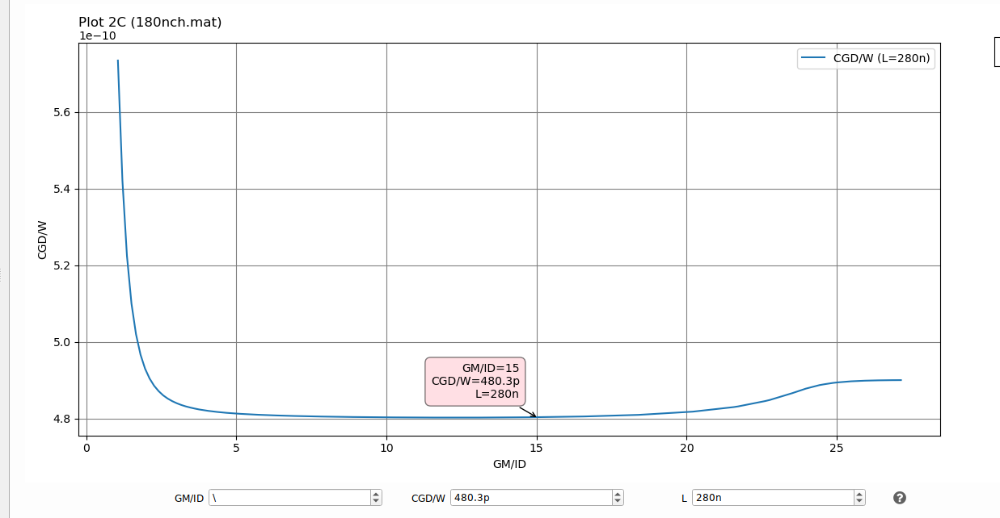 Plot 2C (180nch.mat)
1e−10
CGD/W (L=280n)
5.6
5.4
5.2
5.0
4.8
CGD/W
GM/ID=15
CGD/W=480.3p
L=280n
0 5 10 15 20 25
GM/ID
GM/ID \ CGD/W 480.3p L 280n ?